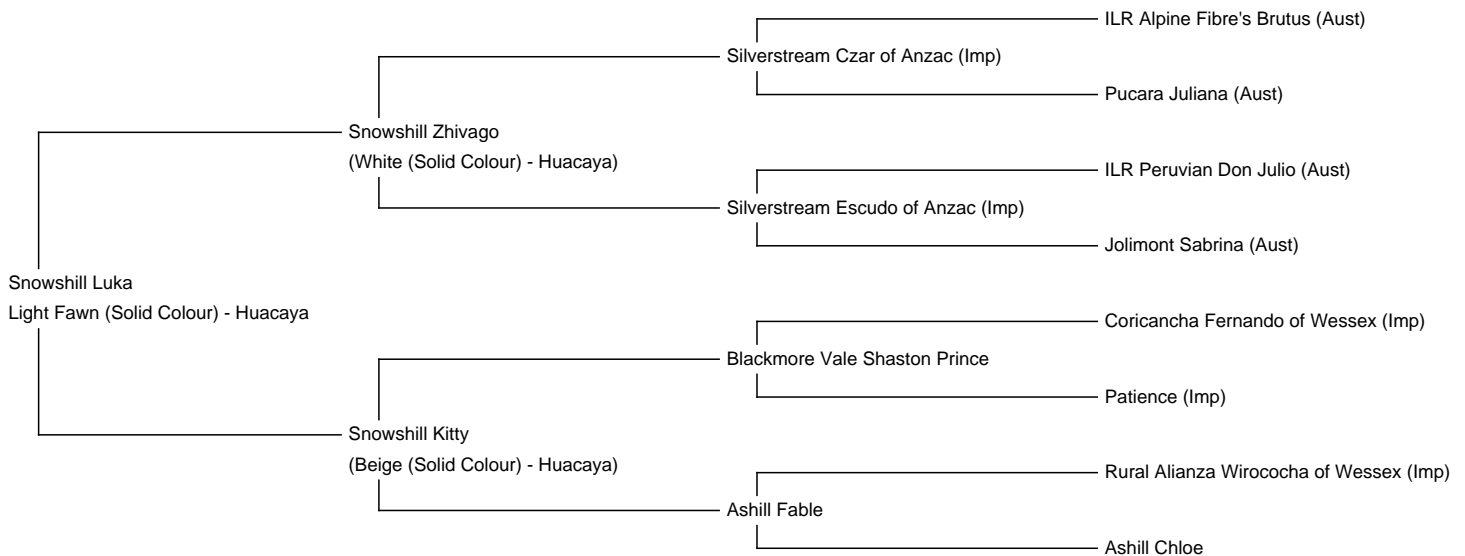 ILR Alpine Fibre's Brutus (Aust)
Silverstream Czar of Anzac (Imp)
Pucara Juliana (Aust)
Snowshill Zhivago
(White (Solid Colour) - Huacaya)
ILR Peruvian Don Julio (Aust)
Silverstream Escudo of Anzac (Imp)
Jolimont Sabrina (Aust)
Snowshill Luka
Light Fawn (Solid Colour) - Huacaya
Coricancha Fernando of Wessex (Imp)
Blackmore Vale Shaston Prince
Patience (Imp)
Snowshill Kitty
(Beige (Solid Colour) - Huacaya)
Rural Alianza Wirococha of Wessex (Imp)
Ashill Fable
Ashill Chloe